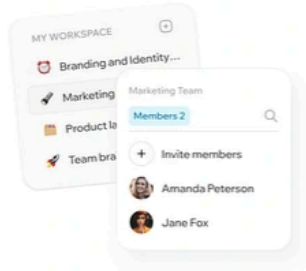 MY WORKSPACE
Branding and Identity...
Marketing
Product la
Team bra
Marketing Team
Members 2
Invite members
Amanda Peterson
Jane Fox